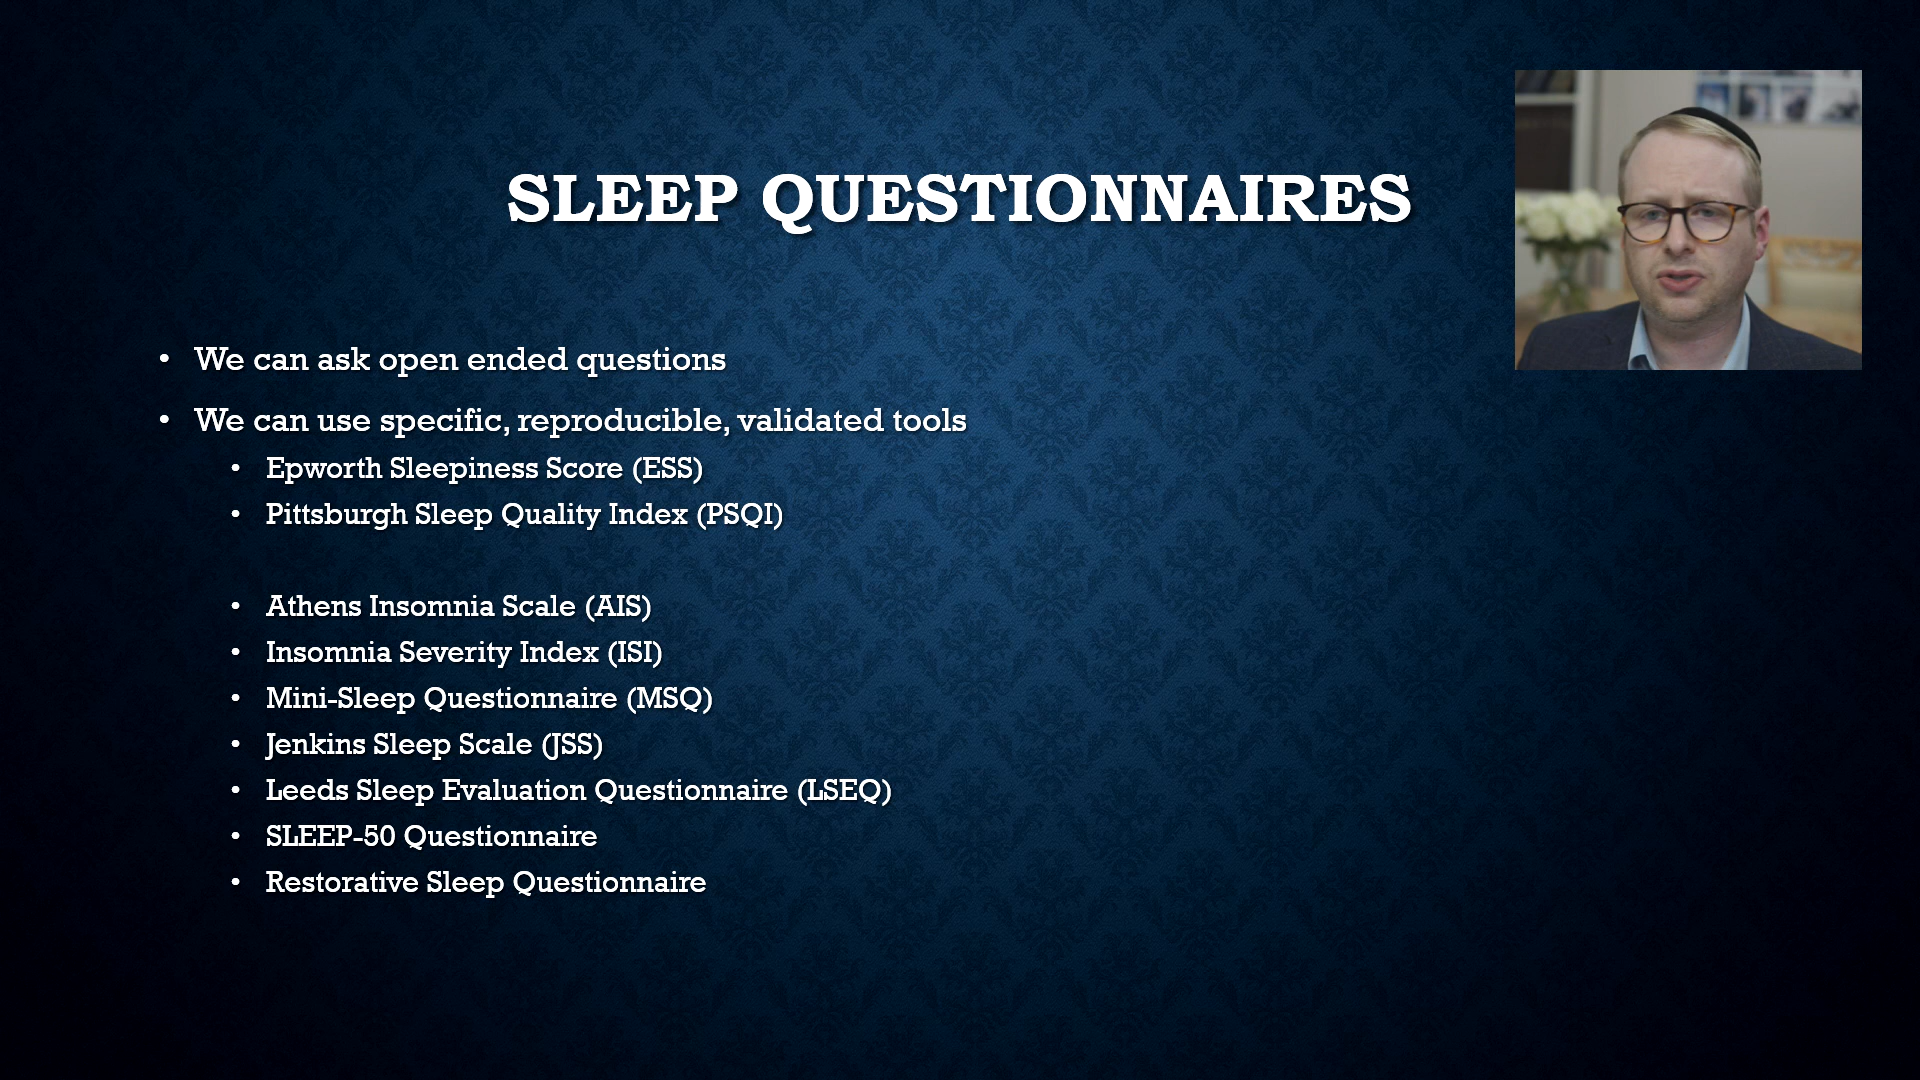 SLEEP QUESTIONNAIRES
• We can ask open ended questions
• We can use specific, reproducible, validated tools
• Epworth Sleepiness Score (ESS)
• Pittsburgh Sleep Quality Index (PSQI)
• Athens Insomnia Scale (AIS)
• Insomnia Severity Index (ISI)
• Mini-Sleep Questionnaire (MSQ)
• Jenkins Sleep Scale (JSS)
• Leeds Sleep Evaluation Questionnaire (LSEQ)
• SLEEP-50 Questionnaire
• Restorative Sleep Questionnaire